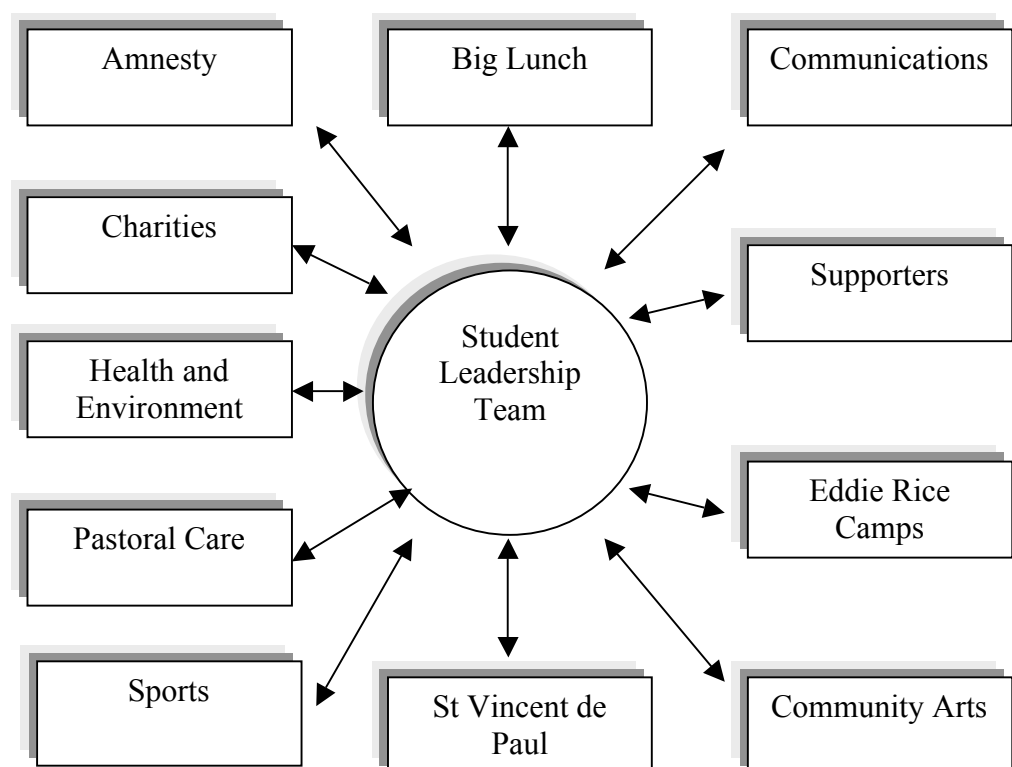 Amnesty
Big Lunch
Communications
Charities
Supporters
Student
Leadership
Team
Health and
Environment
Eddie Rice
Camps
Pastoral Care
Sports
St Vincent de
Paul
Community Arts